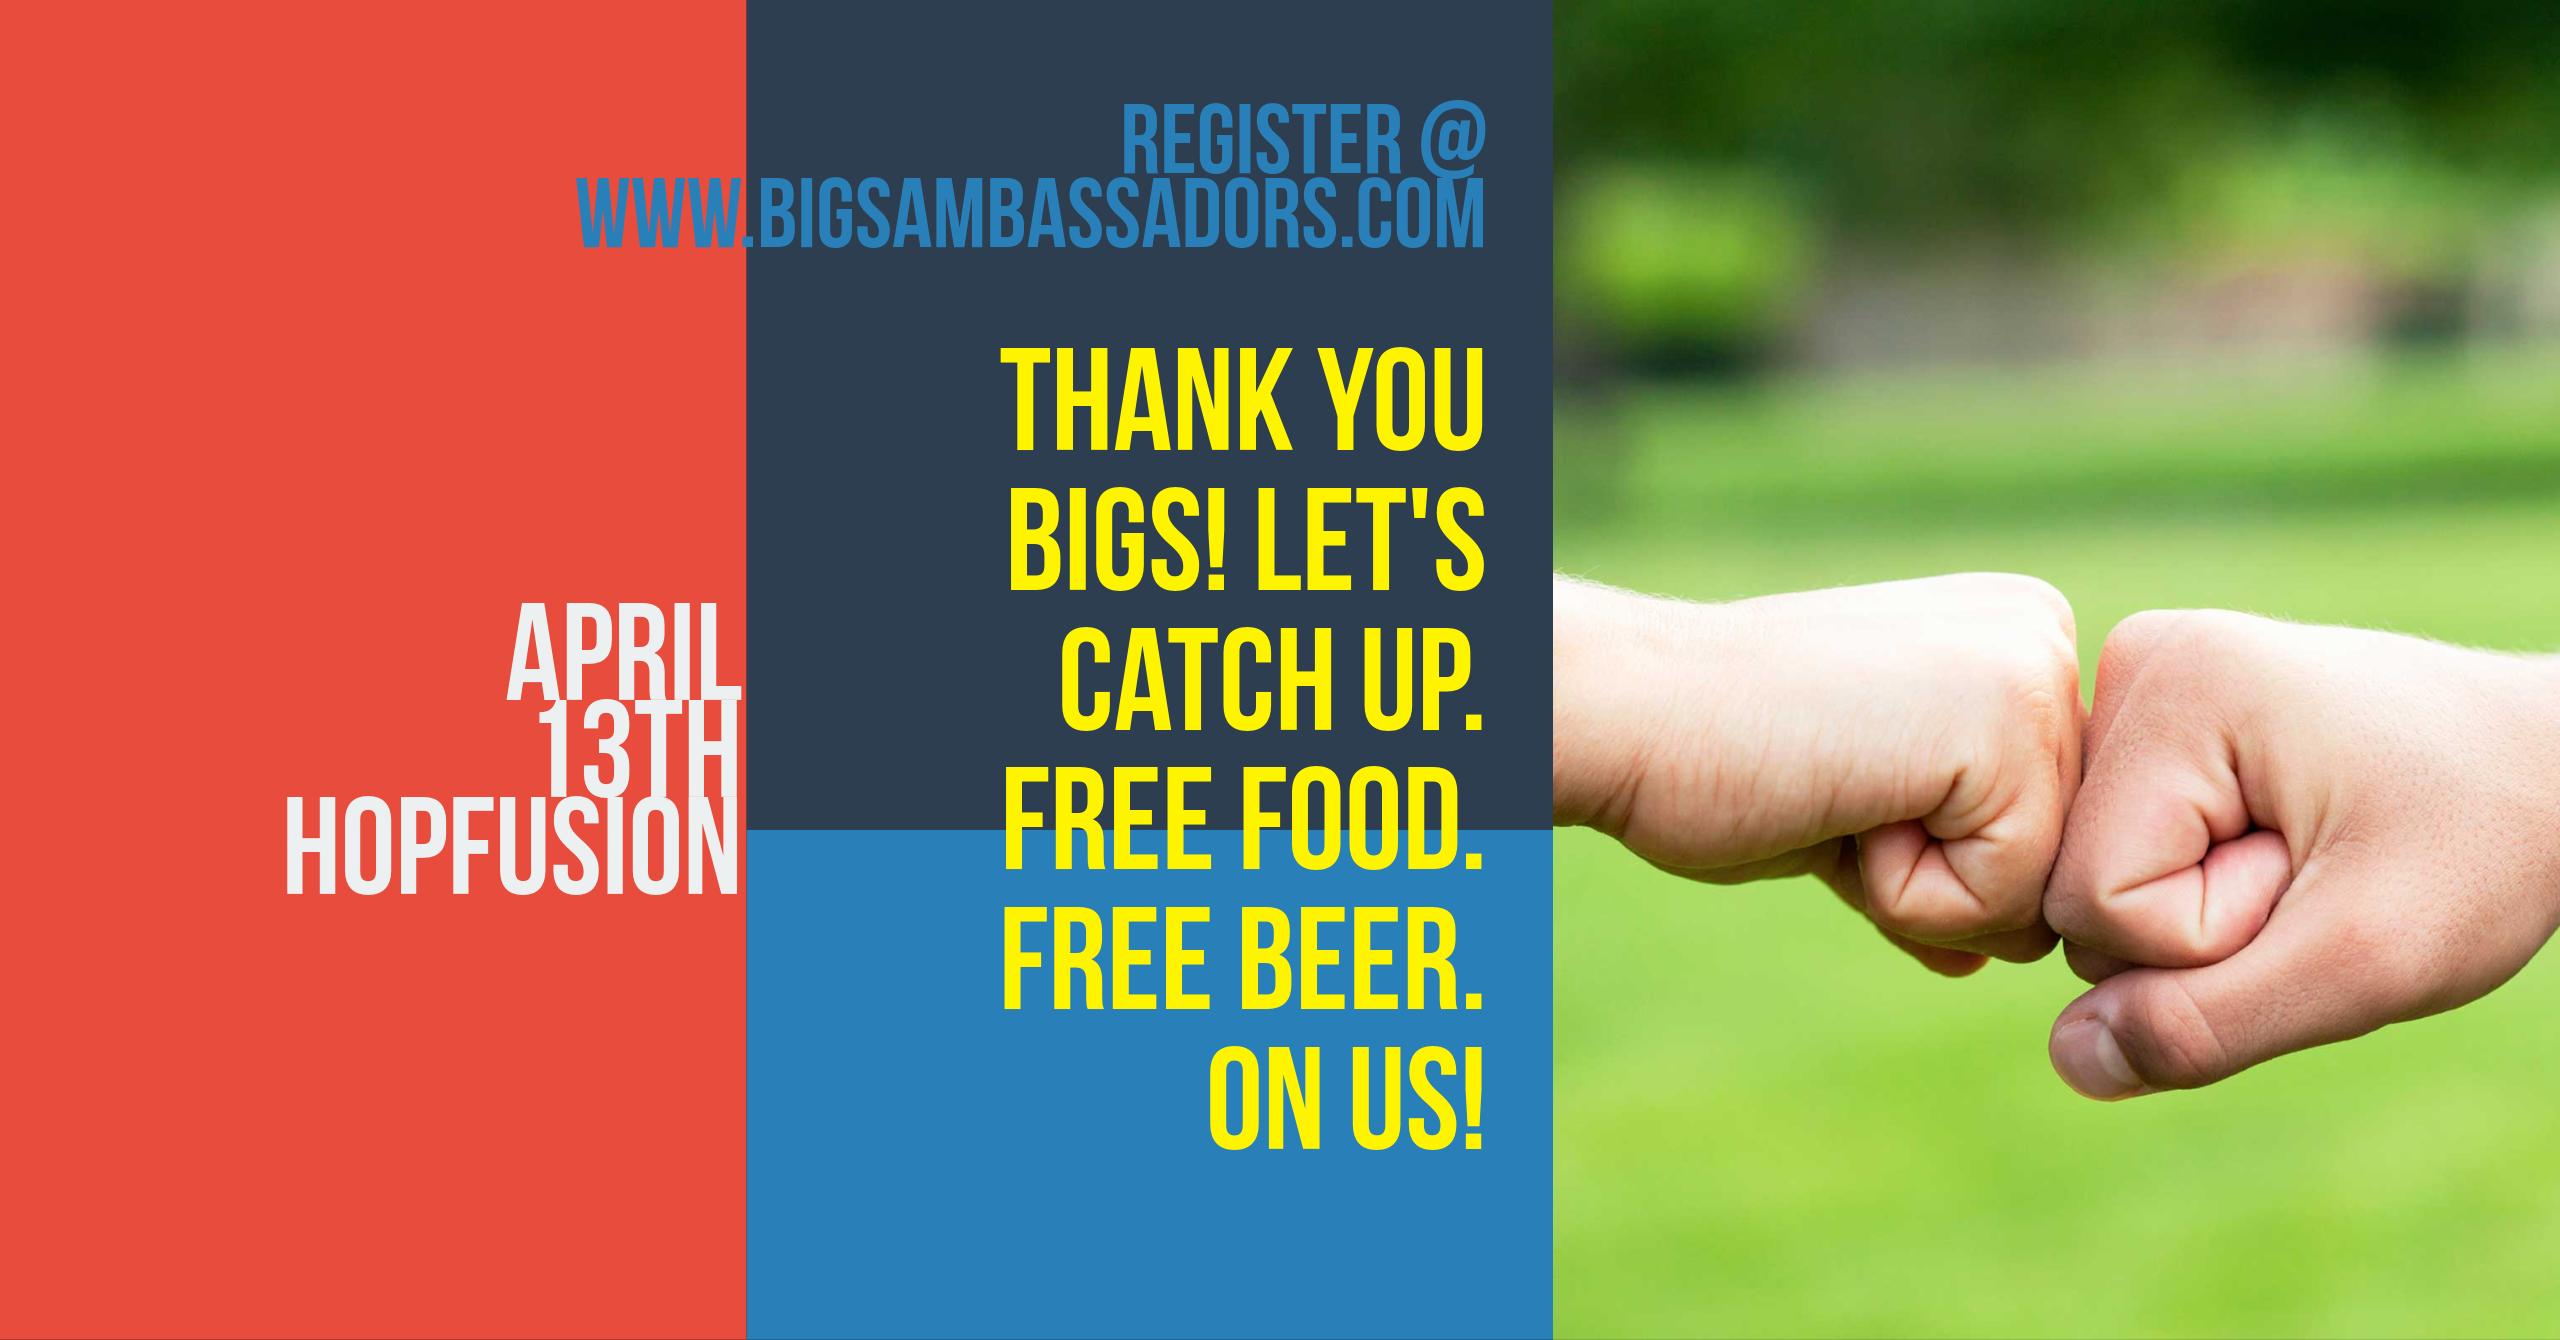 REGISTER @
WWW.BIGSAMBASSADORS.COM
THANK YOU
BIGS! LET'S
CATCH UP.
FREE FOOD.
FREE BEER.
ON US!
APRIL
13TH
HOPFUSION